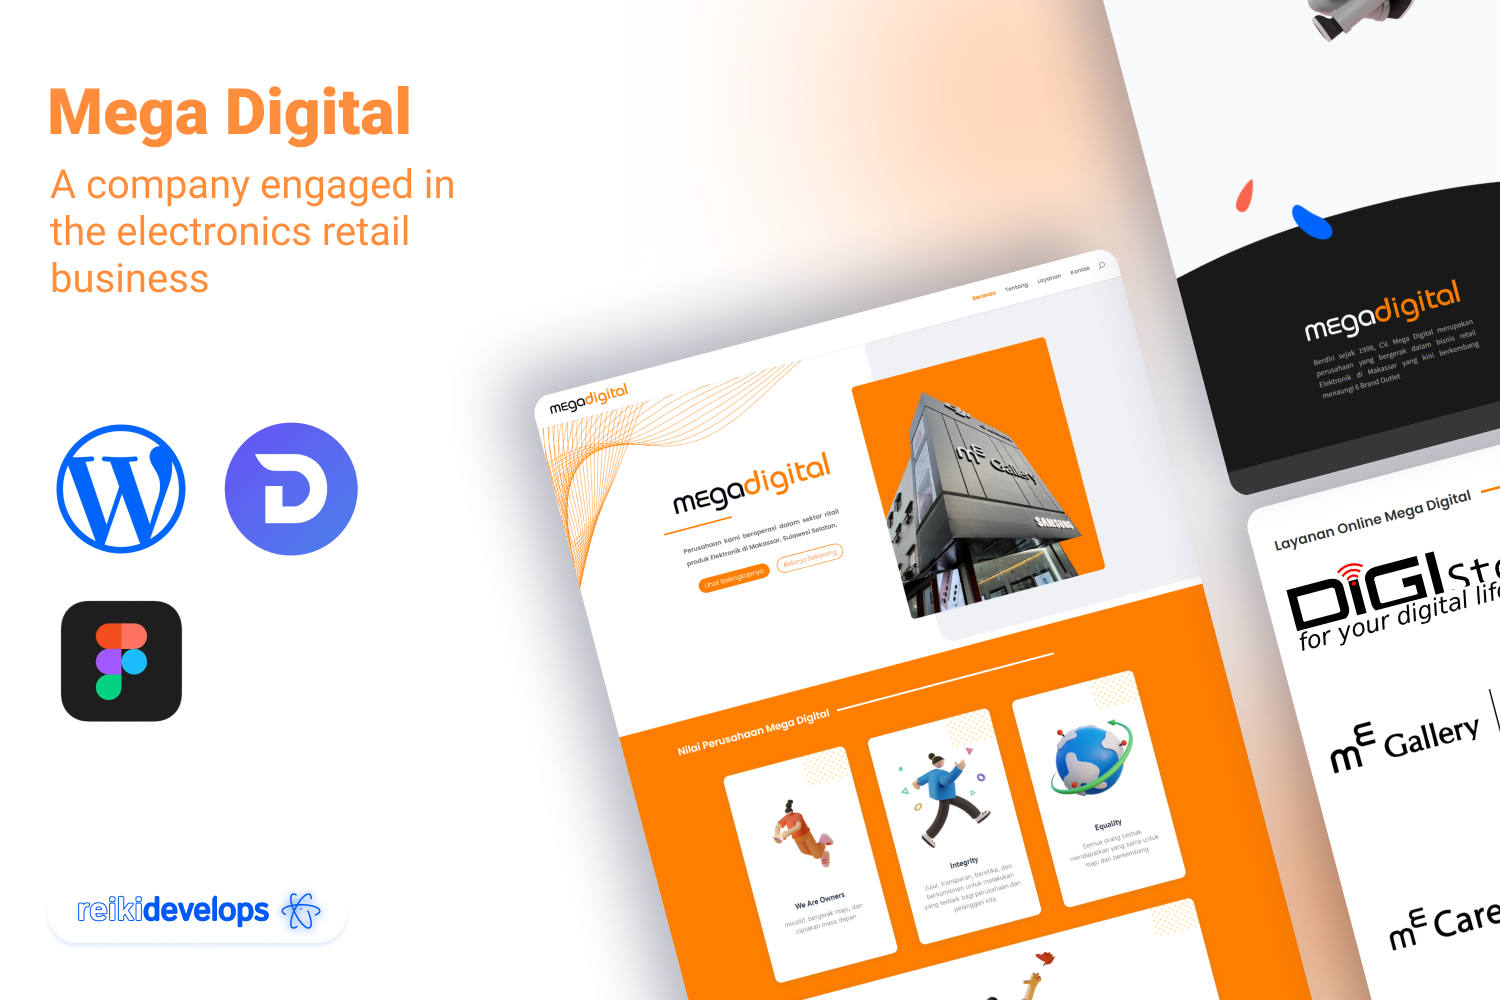 Mega Digital
A company engaged in
the electronics retail
business
reikidevelops
megadigital
Beranda Tentang Layanan Kontak
megadigital
Perusahaan kami beroperasi dalam sektor ritail
produk Elektronik di Makassar, Sulawesi Selatan.
Lihat Selengkapnya
Belanja Sekarang
mE Gallery
SAMSUNG
Nilai Perusahaan Mega Digital
We Are Owners
Inisiatif, bergerak maju, dan
ciptakan masa depan
Integrity
Jujur, transparan, beretika, dan
berkomitmen untuk melakukan
yang terbaik bagi perusahaan dan
pelanggan kita
Equality
Semua orang berhak
mendapatkan yang sama untuk
maju dan berkembang
megadigital
Berdiri sejak 1998, CV. Mega Digital merupakan
perusahaan yang bergerak dalam bisnis retail
Elektronik di Makassar yang kini berkembang
menaungi 6 Brand Outlet
Layanan Online Mega Digital
DiGI st
for your digital life
mE Gallery
mE Care